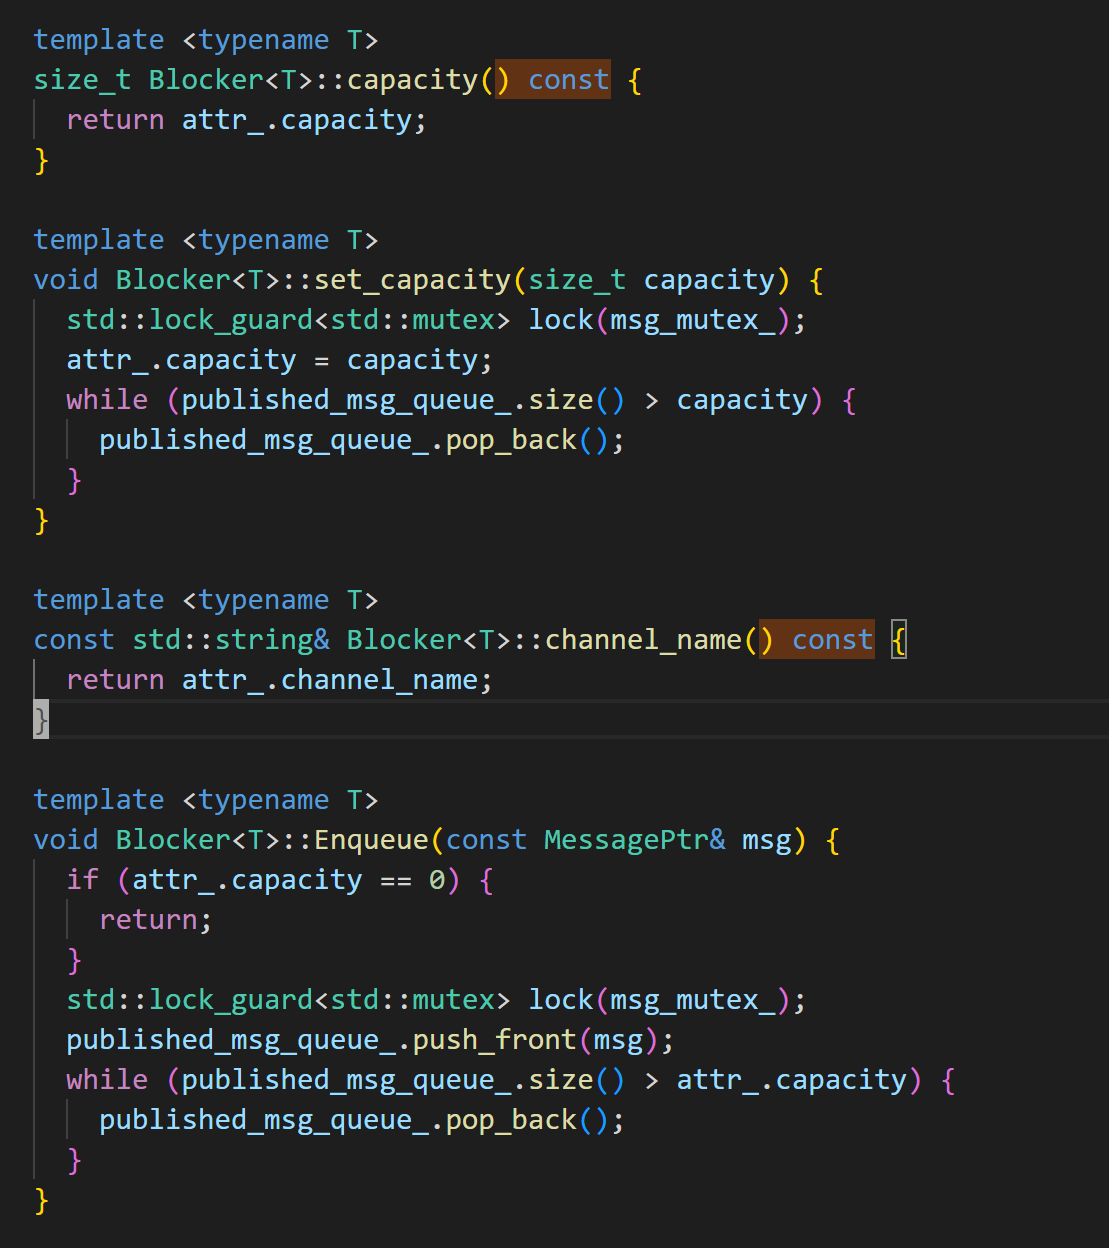 template <typename T>
size_t Blocker<T>::capacity() const {
  return attr_.capacity;
}

template <typename T>
void Blocker<T>::set_capacity(size_t capacity) {
  std::lock_guard<std::mutex> lock(msg_mutex_);
  attr_.capacity = capacity;
  while (published_msg_queue_.size() > capacity) {
    published_msg_queue_.pop_back();
  }
}

template <typename T>
const std::string& Blocker<T>::channel_name() const {
  return attr_.channel_name;
}

template <typename T>
void Blocker<T>::Enqueue(const MessagePtr& msg) {
  if (attr_.capacity == 0) {
    return;
  }
  std::lock_guard<std::mutex> lock(msg_mutex_);
  published_msg_queue_.push_front(msg);
  while (published_msg_queue_.size() > attr_.capacity) {
    published_msg_queue_.pop_back();
  }
}